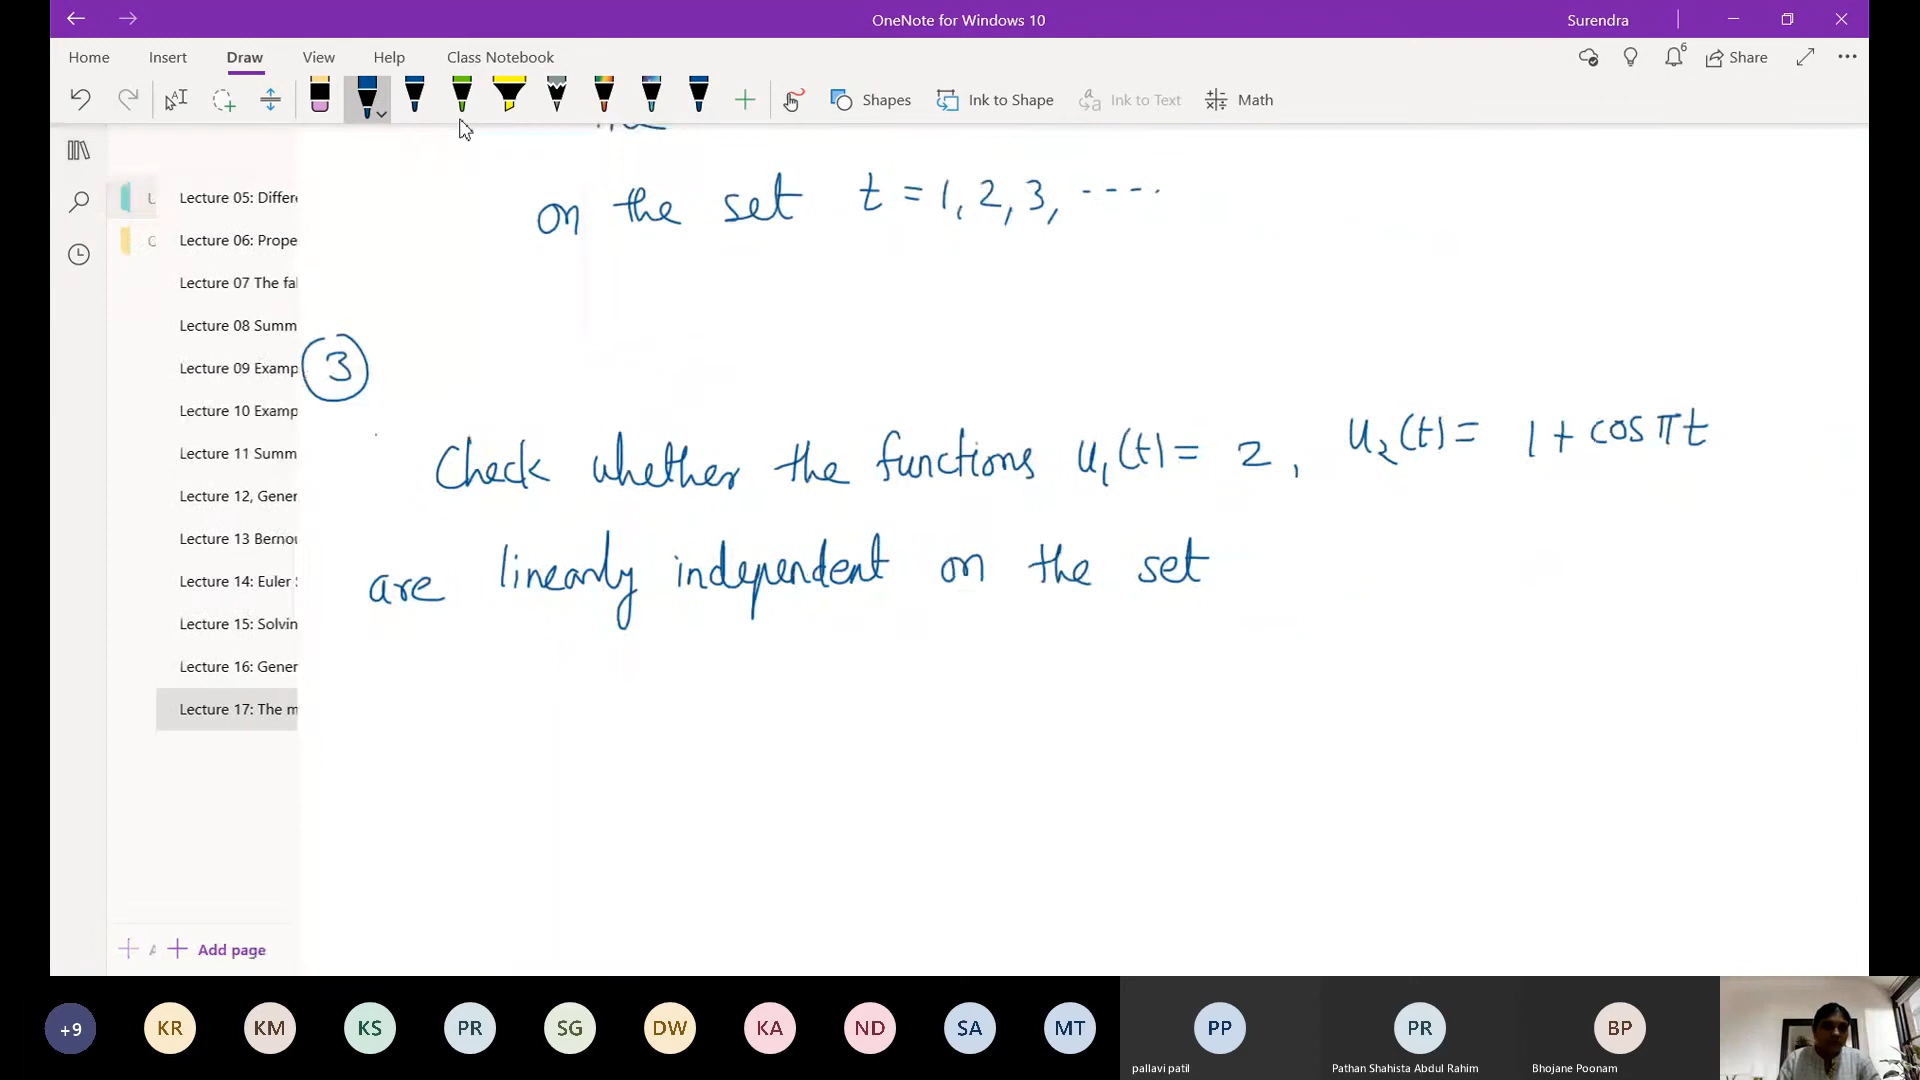 OneNote for Windows 10
Surendra
Home Insert Draw View Help Class Notebook
6
Share
Shapes Ink to Shape Ink to Text Math
on the set t = 1, 2, 3, ----.
Lecture 05: Differe
Lecture 06: Prope
Lecture 07 The fal
Lecture 08 Summ
Lecture 09 Examp
Lecture 10 Examp
Lecture 11 Summ
Lecture 12, Gener
Lecture 13 Bernou
Lecture 14: Euler
Lecture 15: Solvin
Lecture 16: Gener
Lecture 17: The m
3
Check whether the functions u₁(t) = 2, u₂(t) = 1 + cos πt
are linearly independent on the set
Add page
+9 KR KM KS PR SG DW KA ND SA MT PP PR BP
pallavi patil Pathan Shahista Abdul Rahim Bhojane Poonam